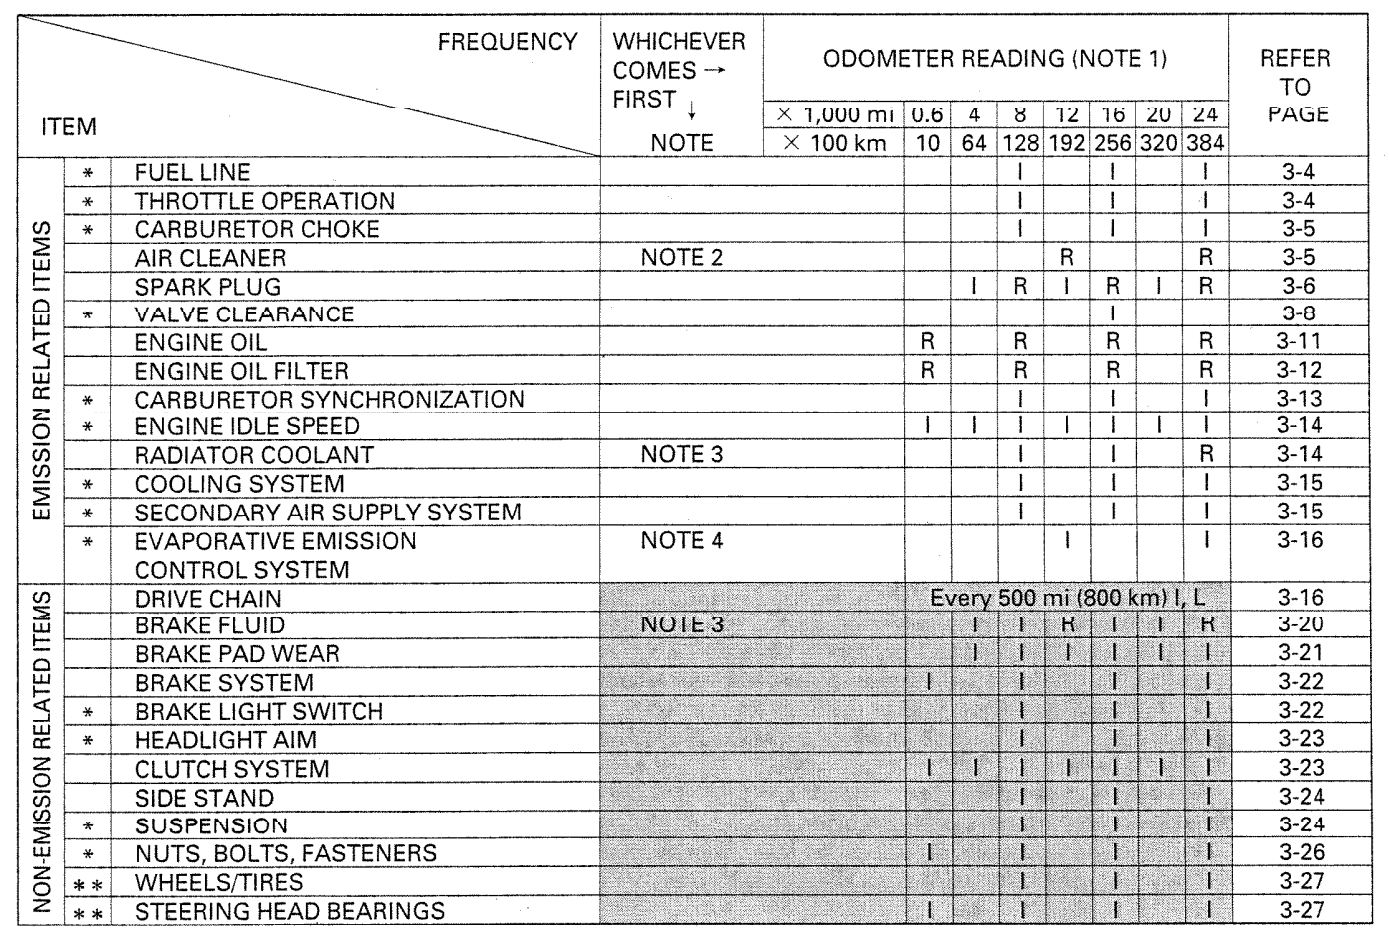 FREQUENCY
WHICHEVER
COMES →
FIRST ↓
NOTE
ODOMETER READING (NOTE 1)
REFER
TO
PAGE
ITEM
× 1,000 mi 0.6 4 8 12 16 20 24
× 100 km 10 64 128 192 256 320 384
EMISSION RELATED ITEMS
* FUEL LINE I I I 3-4
* THROTTLE OPERATION I I I 3-4
* CARBURETOR CHOKE I I I 3-5
AIR CLEANER NOTE 2 R R 3-5
SPARK PLUG I R I R I R 3-6
* VALVE CLEARANCE I 3-8
ENGINE OIL R R R R 3-11
ENGINE OIL FILTER R R R R 3-12
* CARBURETOR SYNCHRONIZATION I I I 3-13
* ENGINE IDLE SPEED I I I I I I I 3-14
RADIATOR COOLANT NOTE 3 I I R 3-14
* COOLING SYSTEM I I I 3-15
* SECONDARY AIR SUPPLY SYSTEM I I I 3-15
* EVAPORATIVE EMISSION NOTE 4 I I 3-16
CONTROL SYSTEM
NON-EMISSION RELATED ITEMS
DRIVE CHAIN Every 500 mi (800 km) I, L 3-16
BRAKE FLUID NOTE 3 I I R I I R 3-20
BRAKE PAD WEAR I I I I I I 3-21
BRAKE SYSTEM I I I I 3-22
* BRAKE LIGHT SWITCH I I I 3-22
* HEADLIGHT AIM I I I 3-23
CLUTCH SYSTEM I I I I I I I 3-23
SIDE STAND I I I 3-24
* SUSPENSION I I I 3-24
* NUTS, BOLTS, FASTENERS I I I I 3-26
** WHEELS/TIRES I I I 3-27
** STEERING HEAD BEARINGS I I I I 3-27